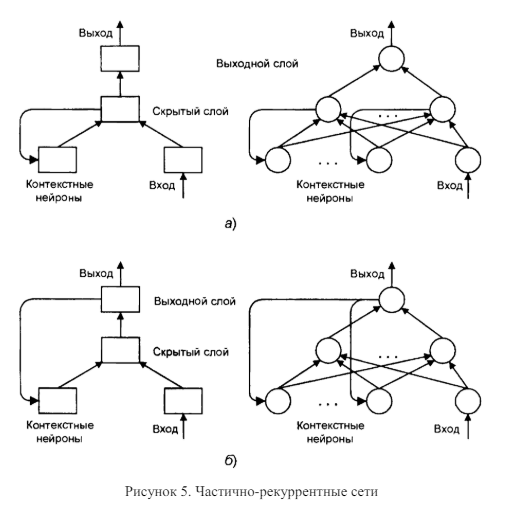 Выход
Выход
Выходной слой
Скрытый слой
Контекстные
нейроны
Вход
Контекстные
нейроны
Вход
а)
Выход
Выход
Выходной слой
Скрытый слой
Контекстные
нейроны
Вход
Контекстные
нейроны
Вход
б)
Рисунок 5. Частично-рекуррентные сети